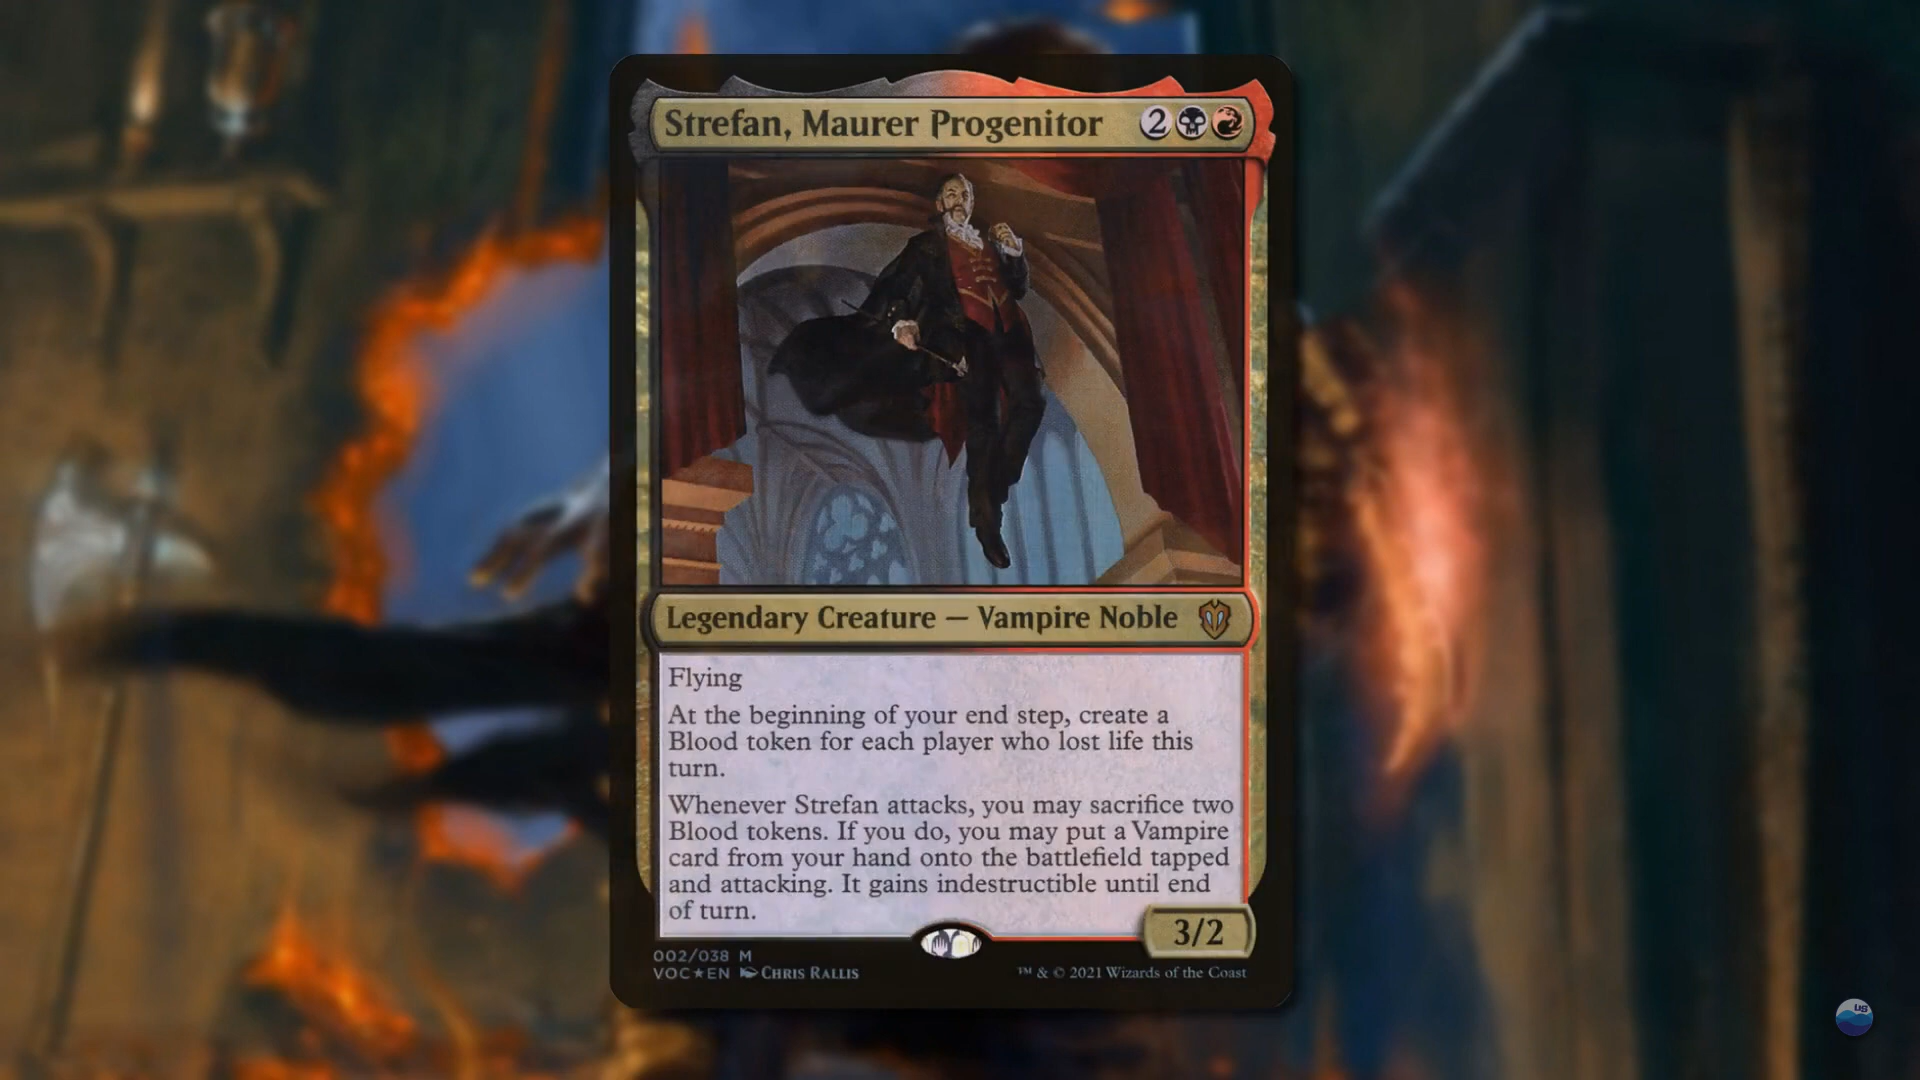 Strefan, Maurer Progenitor 2
Legendary Creature — Vampire Noble
Flying
At the beginning of your end step, create a
Blood token for each player who lost life this
turn.
Whenever Strefan attacks, you may sacrifice two
Blood tokens. If you do, you may put a Vampire
card from your hand onto the battlefield tapped
and attacking. It gains indestructible until end
of turn.
3/2
002/038 M
VOC★EN Chris Rallis
™ & © 2021 Wizards of the Coast